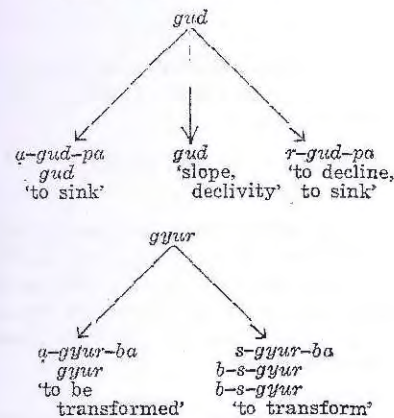 gud
ạ-gud-pa gud r-gud-pa
gud ‘slope, ‘to decline,
‘to sink’ declivity’ to sink’
gyur
ạ-gyur-ba s-gyur-ba
gyur b-s-gyur
‘to be b-s-gyur
transformed’ ‘to transform’